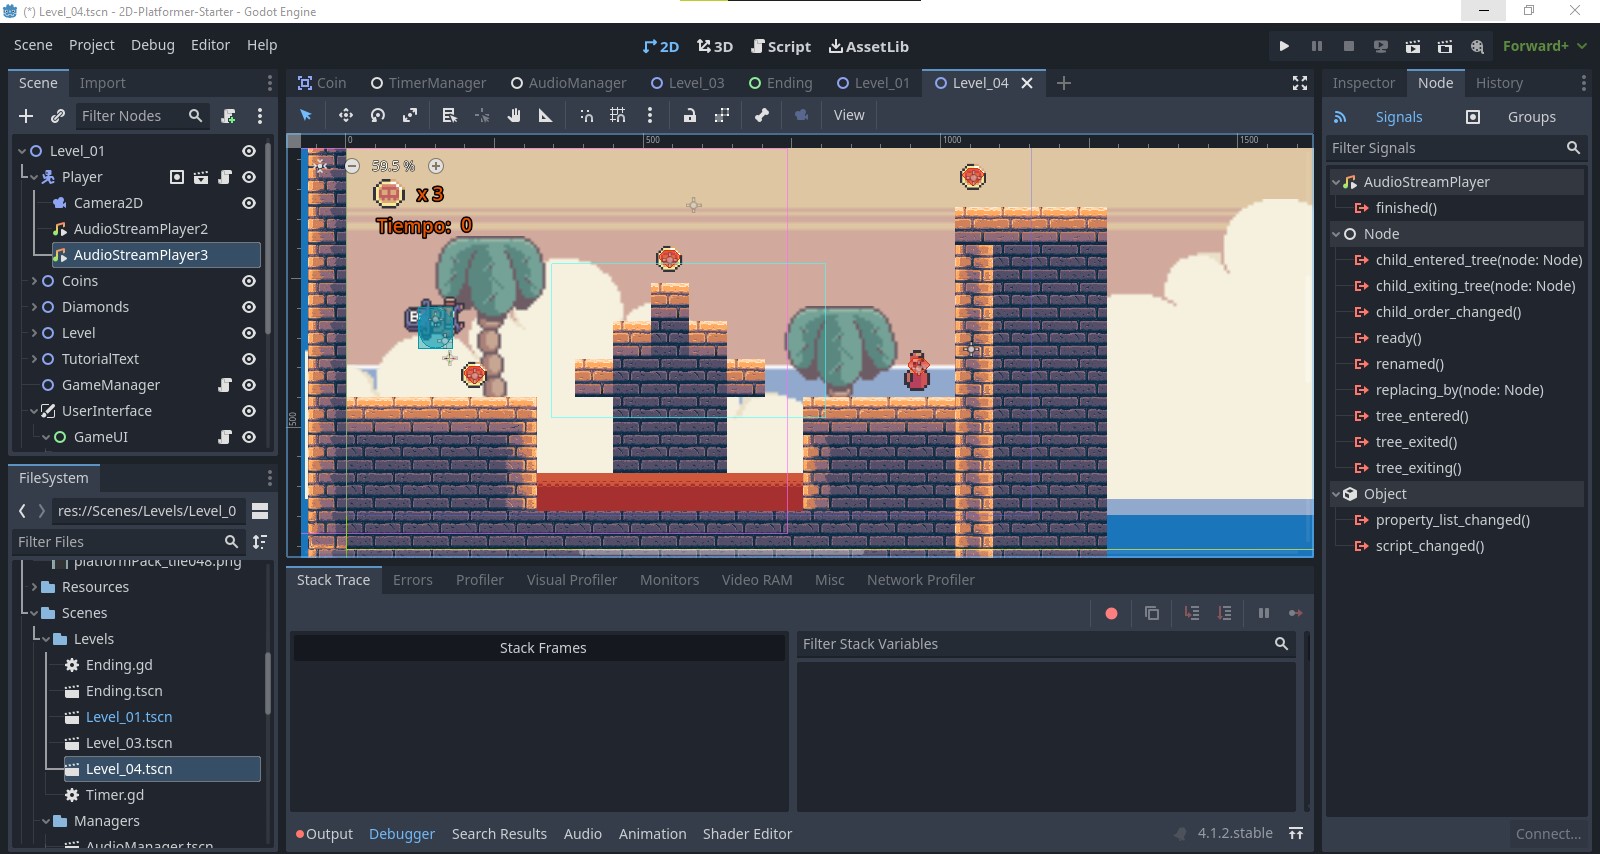 (*) Level_04.tscn - 2D-Platformer-Starter - Godot Engine
Scene Project Debug Editor Help
2D 3D Script AssetLib
Forward+
Scene Import
Coin TimerManager AudioManager Level_03 Ending Level_01 Level_04
Inspector Node History
Filter Nodes
View
Signals Groups
Filter Signals
Level_01
Player
Camera2D
AudioStreamPlayer2
AudioStreamPlayer3
Coins
Diamonds
Level
TutorialText
GameManager
UserInterface
GameUI
0 500 1000 1500
500
59.5 %
x 3
Tiempo: 0
AudioStreamPlayer
finished()
Node
child_entered_tree(node: Node)
child_exiting_tree(node: Node)
child_order_changed()
ready()
renamed()
replacing_by(node: Node)
tree_entered()
tree_exited()
tree_exiting()
Object
property_list_changed()
script_changed()
FileSystem
res://Scenes/Levels/Level_0
Filter Files
platformPack_tile048.png
Resources
Scenes
Levels
Ending.gd
Ending.tscn
Level_01.tscn
Level_03.tscn
Level_04.tscn
Timer.gd
Managers
AudioManager.tscn
Stack Trace Errors Profiler Visual Profiler Monitors Video RAM Misc Network Profiler
Stack Frames
Filter Stack Variables
Output Debugger Search Results Audio Animation Shader Editor
4.1.2.stable
Connect...